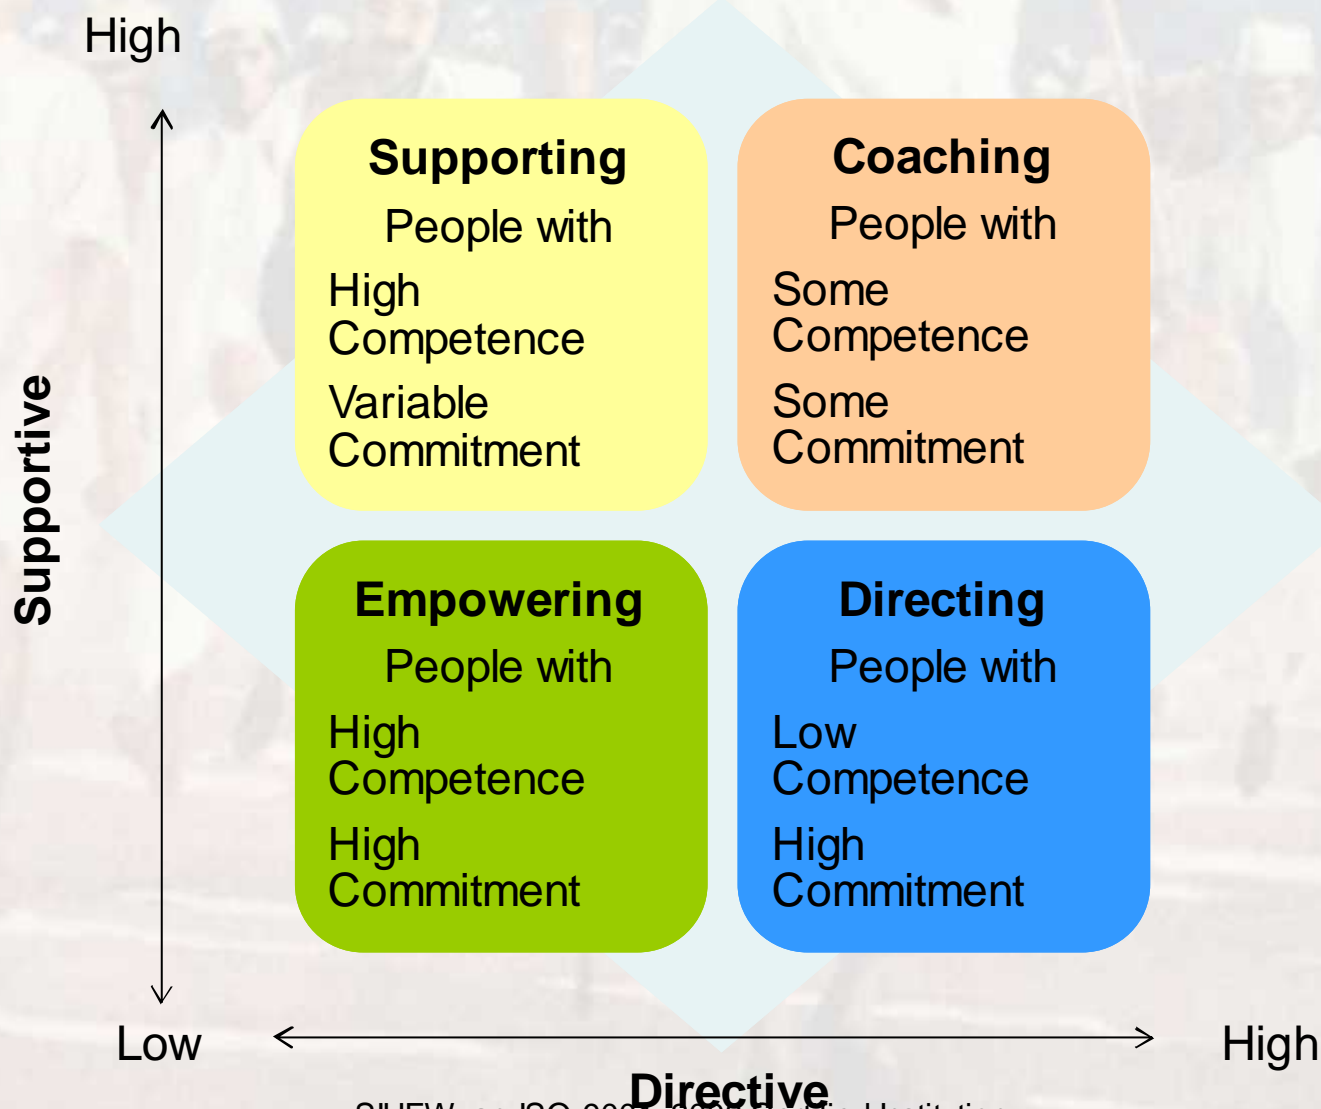 High
Supportive
Supporting
People with
High
Competence
Variable
Commitment
Coaching
People with
Some
Competence
Some
Commitment
Empowering
People with
High
Competence
High
Commitment
Directing
People with
Low
Competence
High
Commitment
Low
High
Directive